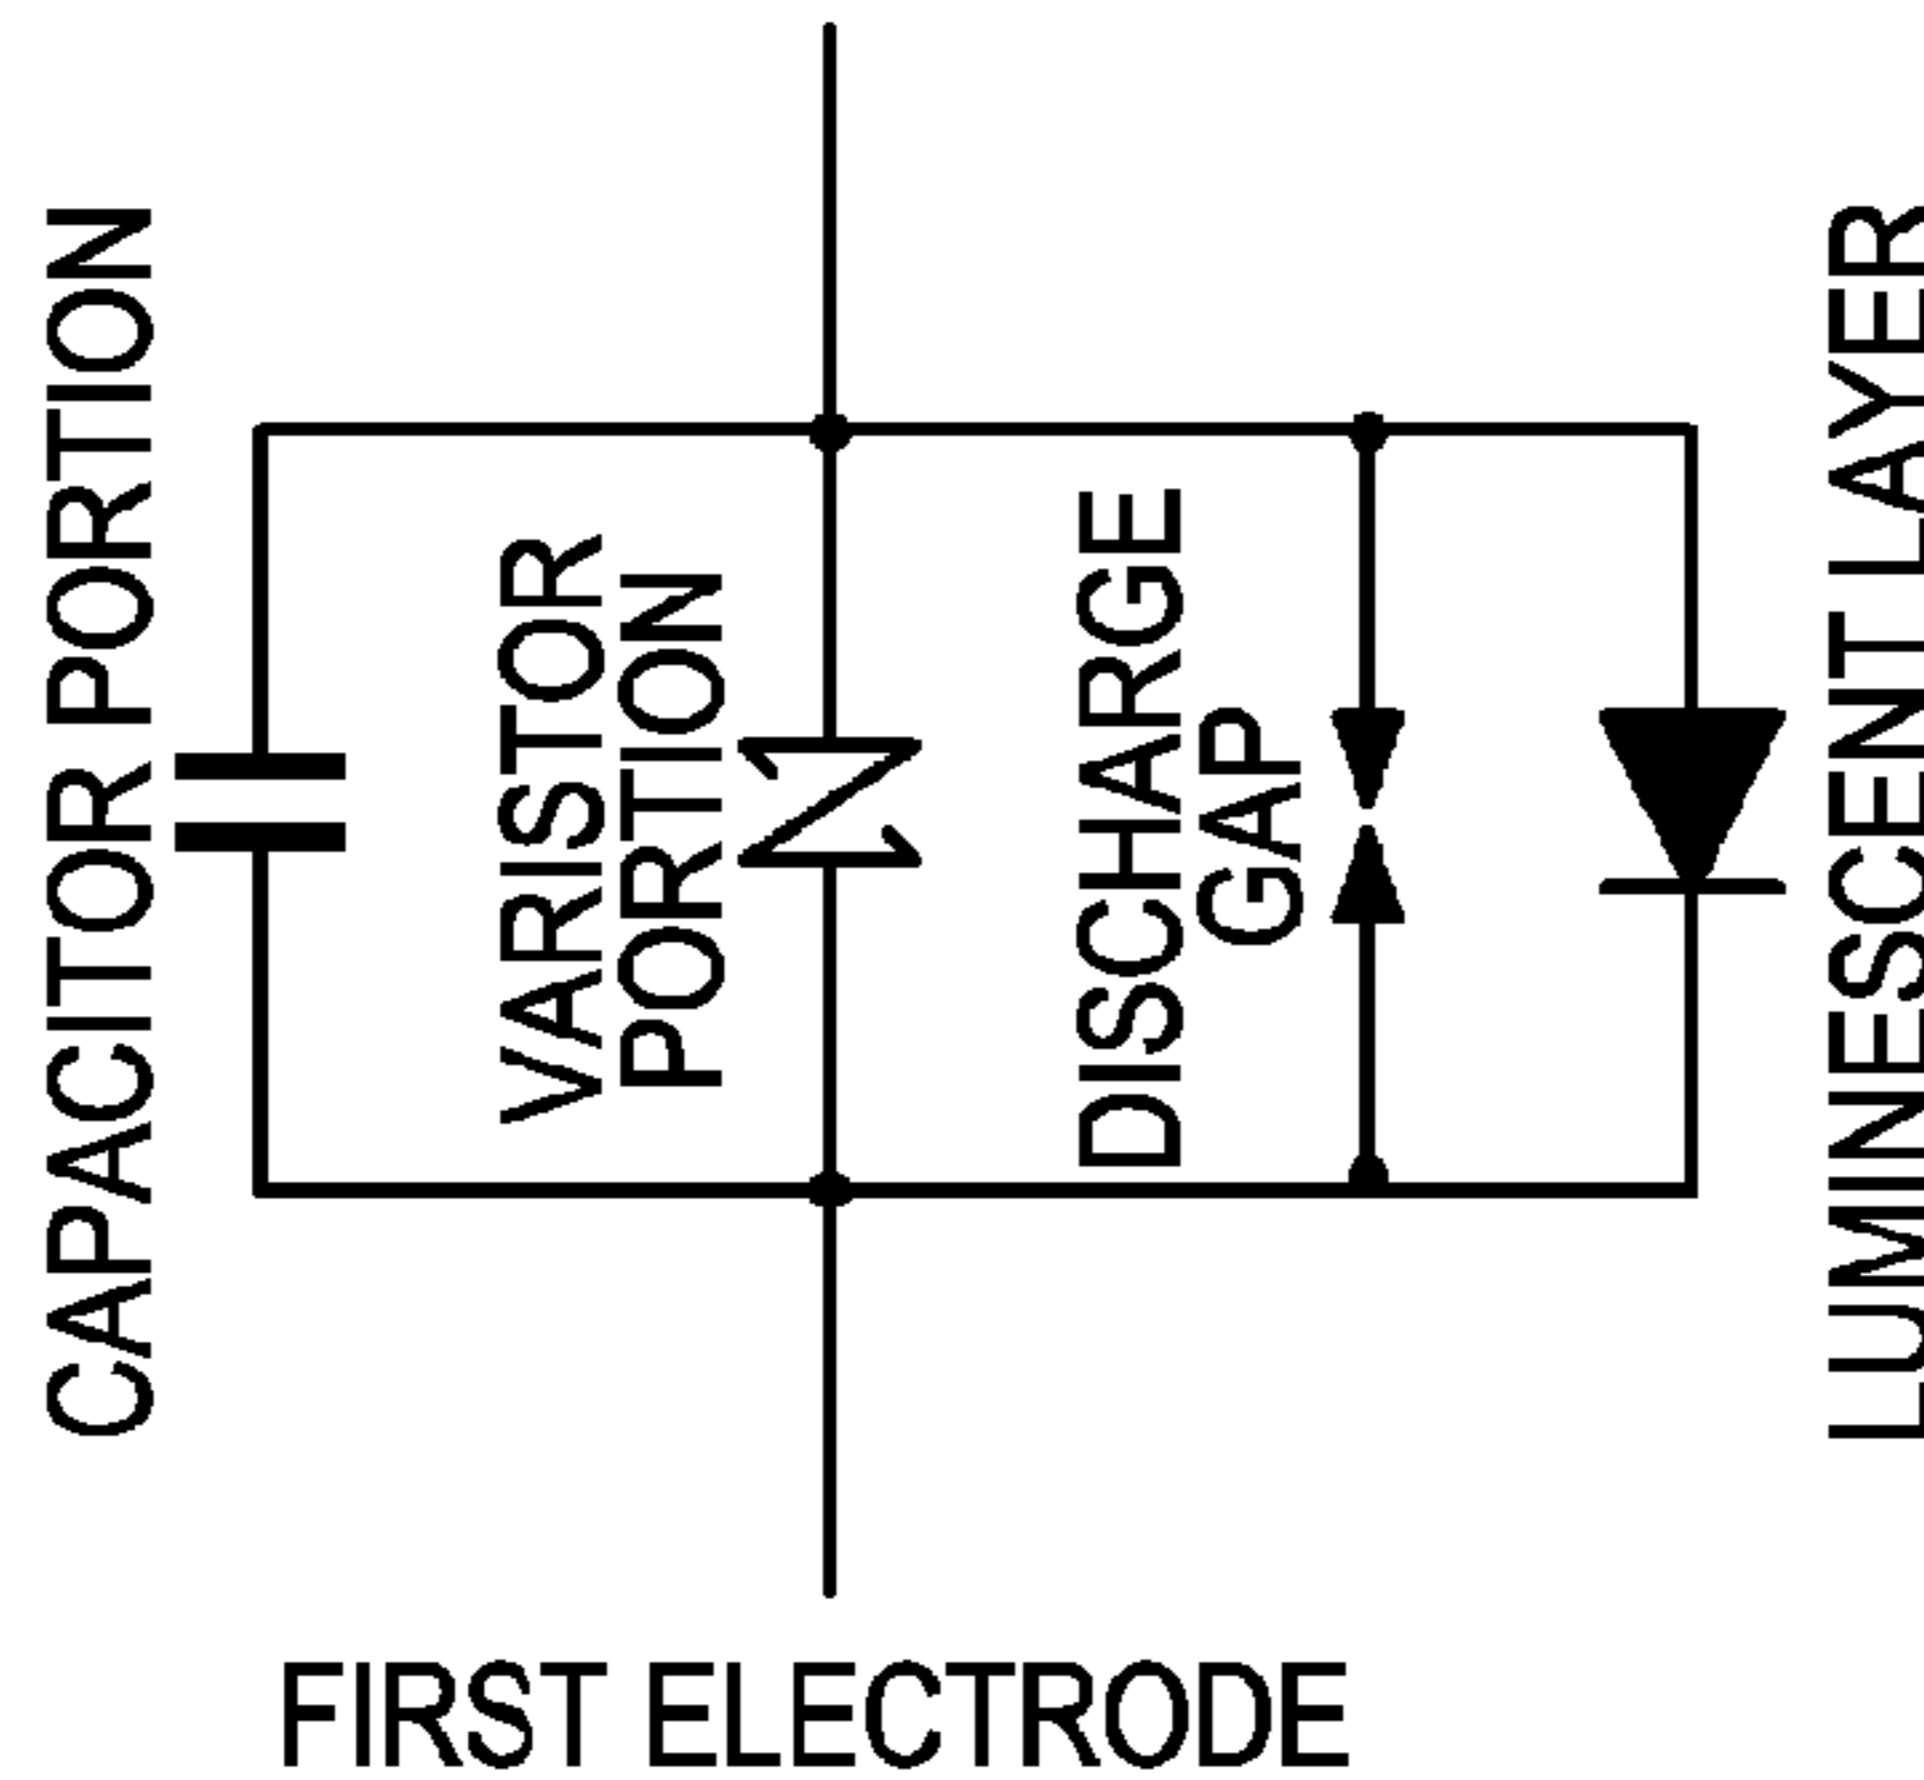 CAPACITOR PORTION
VARISTOR
PORTION
DISCHARGE
GAP
LUMINESCENT LAYER
FIRST ELECTRODE